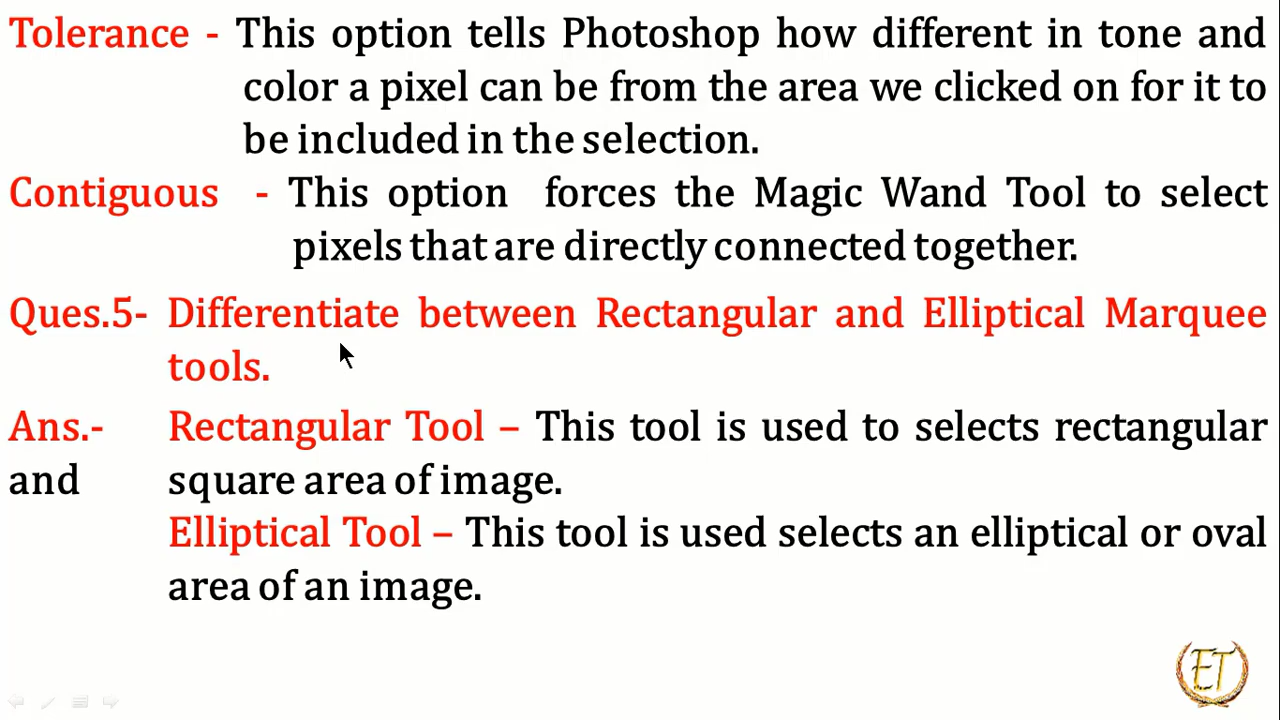 Tolerance - This option tells Photoshop how different in tone and
color a pixel can be from the area we clicked on for it to
be included in the selection.
Contiguous - This option forces the Magic Wand Tool to select
pixels that are directly connected together.
Ques.5- Differentiate between Rectangular and Elliptical Marquee
tools.
Ans.- Rectangular Tool – This tool is used to selects rectangular
and square area of image.
Elliptical Tool – This tool is used selects an elliptical or oval
area of an image.
ET